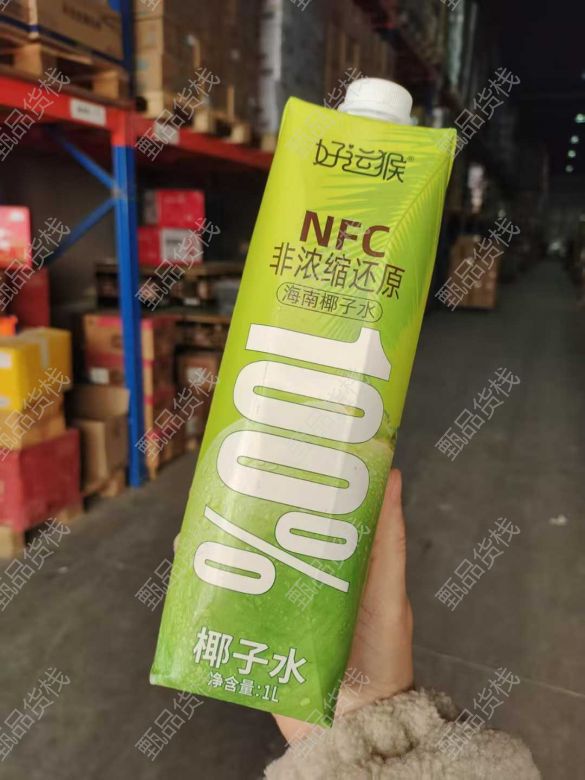 好运猴®
NFC
非浓缩还原
海南椰子水
100%
椰子水
净含量:1L
甄品货栈